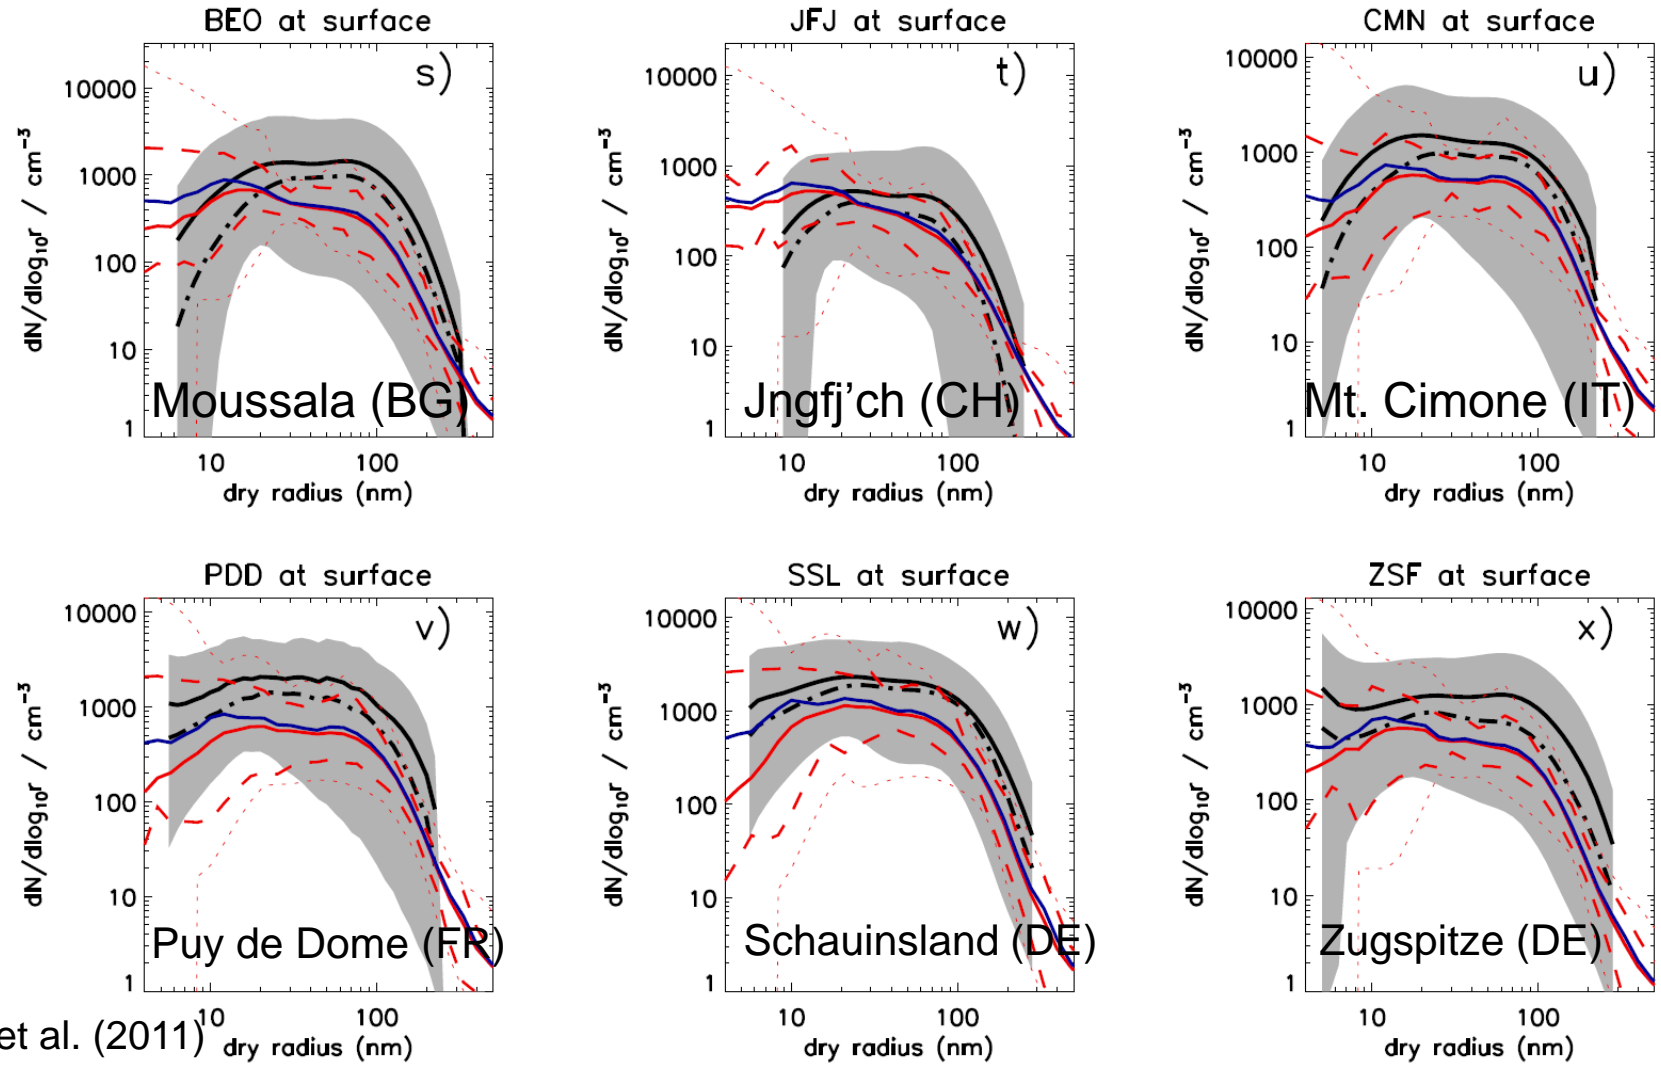 BEO at surface
JFJ at surface
CMN at surface
s)
t)
u)
dN/dlog10r / cm-3
10000
1000
100
10
1
Moussala (BG)
10 100
dry radius (nm)
dN/dlog10r / cm-3
10000
1000
100
10
1
Jngfj'ch (CH)
10 100
dry radius (nm)
dN/dlog10r / cm-3
10000
1000
100
10
1
Mt. Cimone (IT)
10 100
dry radius (nm)
PDD at surface
SSL at surface
ZSF at surface
v)
w)
x)
dN/dlog10r / cm-3
10000
1000
100
10
1
Puy de Dome (FR)
10 100
dry radius (nm)
dN/dlog10r / cm-3
10000
1000
100
10
1
Schauinsland (DE)
10 100
dry radius (nm)
dN/dlog10r / cm-3
10000
1000
100
10
1
Zugspitze (DE)
10 100
dry radius (nm)
et al. (2011)